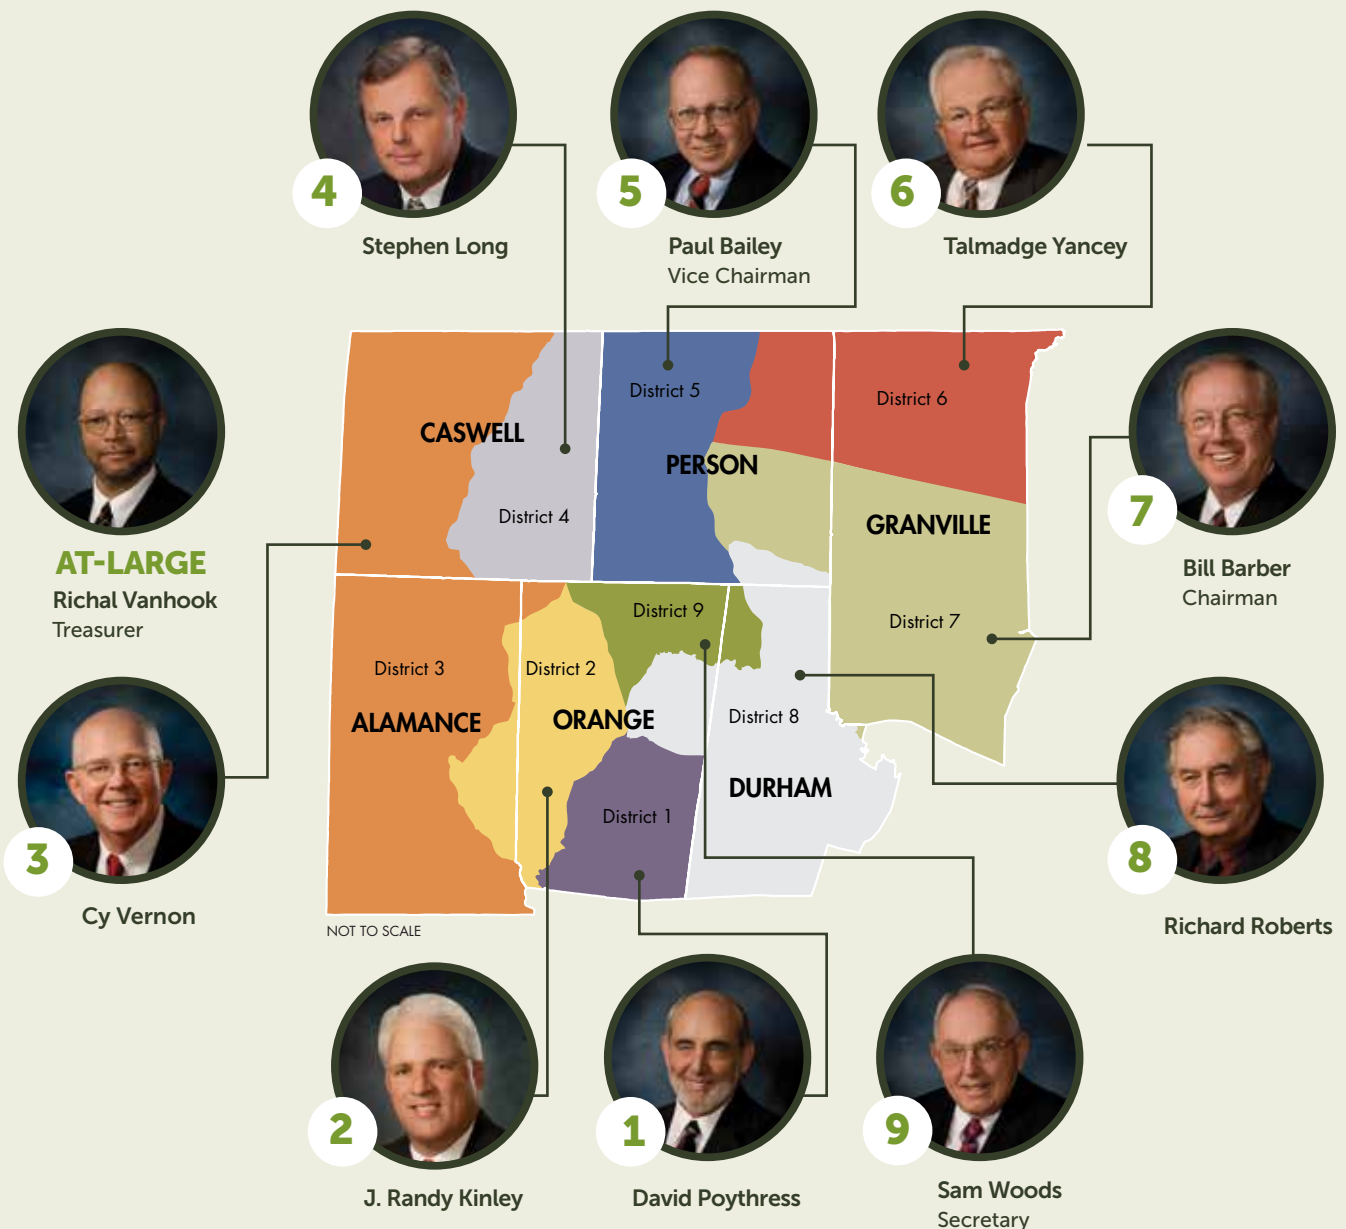 4
Stephen Long
5
Paul Bailey
Vice Chairman
6
Talmadge Yancey
AT-LARGE
Richal Vanhook
Treasurer
7
Bill Barber
Chairman
3
Cy Vernon
8
Richard Roberts
District 5
District 6
CASWELL
PERSON
District 4
GRANVILLE
District 9
District 7
District 3
District 2
ALAMANCE
ORANGE
District 8
DURHAM
District 1
NOT TO SCALE
2
J. Randy Kinley
1
David Poythress
9
Sam Woods
Secretary